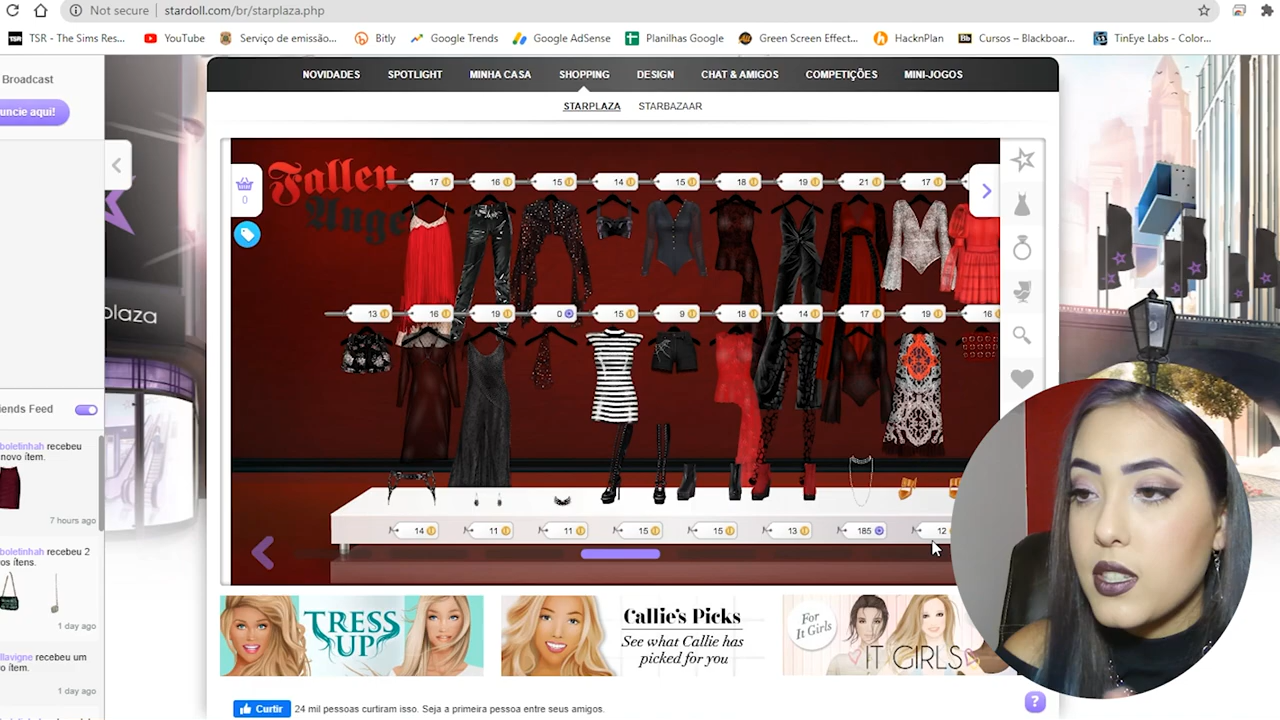 Not secure | stardoll.com/br/starplaza.php
TSR TSR - The Sims Res... YouTube Serviço de emissão... Bitly Google Trends Google AdSense Planilhas Google Green Screen Effect... HacknPlan Bb Cursos – Blackboar... TinEye Labs - Color...
Broadcast
uncie aqui!
NOVIDADES SPOTLIGHT MINHA CASA SHOPPING DESIGN CHAT & AMIGOS COMPETIÇÕES MINI-JOGOS
STARPLAZA STARBAZAAR
Fallen
Ange
0
17 16 15 14 15 18 19 21 17
13 16 19 0 15 9 18 14 17 19 16
14 11 11 15 15 13 185 12
plaza
iends Feed
boletinhah recebeu
novo ítem.
7 hours ago
boletinhah recebeu 2
os ítens.
1 day ago
llavigne recebeu um
o ítem.
1 day ago
TRESS
UP
Callie's Picks
See what Callie has
picked for you
For
It Girls
IT GIRLS
Curtir 24 mil pessoas curtiram isso. Seja a primeira pessoa entre seus amigos.
?